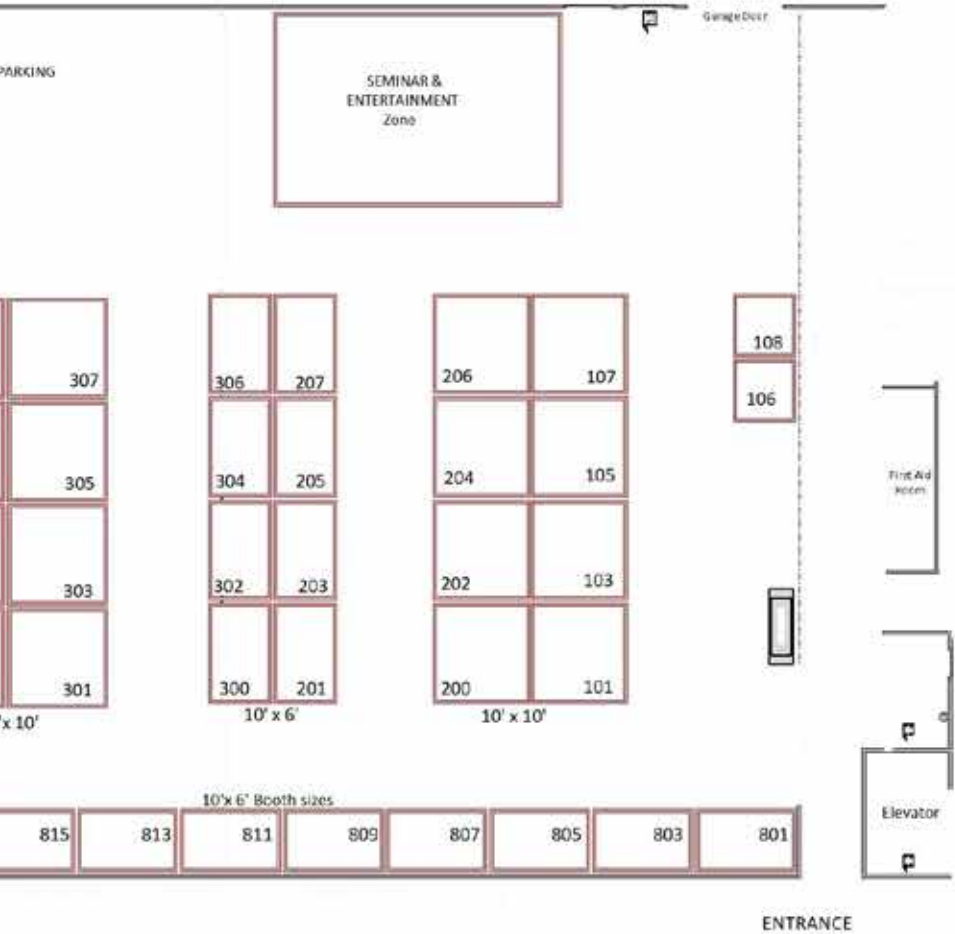 Garage Door
PARKING
SEMINAR &
ENTERTAINMENT
Zone
108
307
306
207
206
107
106
305
304
205
204
105
First Aid
Room
303
302
203
202
103
301
300
201
200
101
x 10'
10' x 6'
10' x 10'
10'x 6' Booth sizes
815
813
811
809
807
805
803
801
Elevator
ENTRANCE